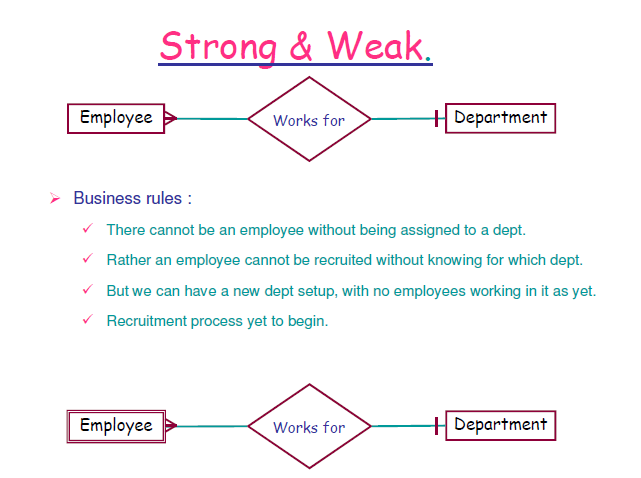 Strong & Weak.
Employee Works for Department
Business rules :
There cannot be an employee without being assigned to a dept.
Rather an employee cannot be recruited without knowing for which dept.
But we can have a new dept setup, with no employees working in it as yet.
Recruitment process yet to begin.
Employee Works for Department